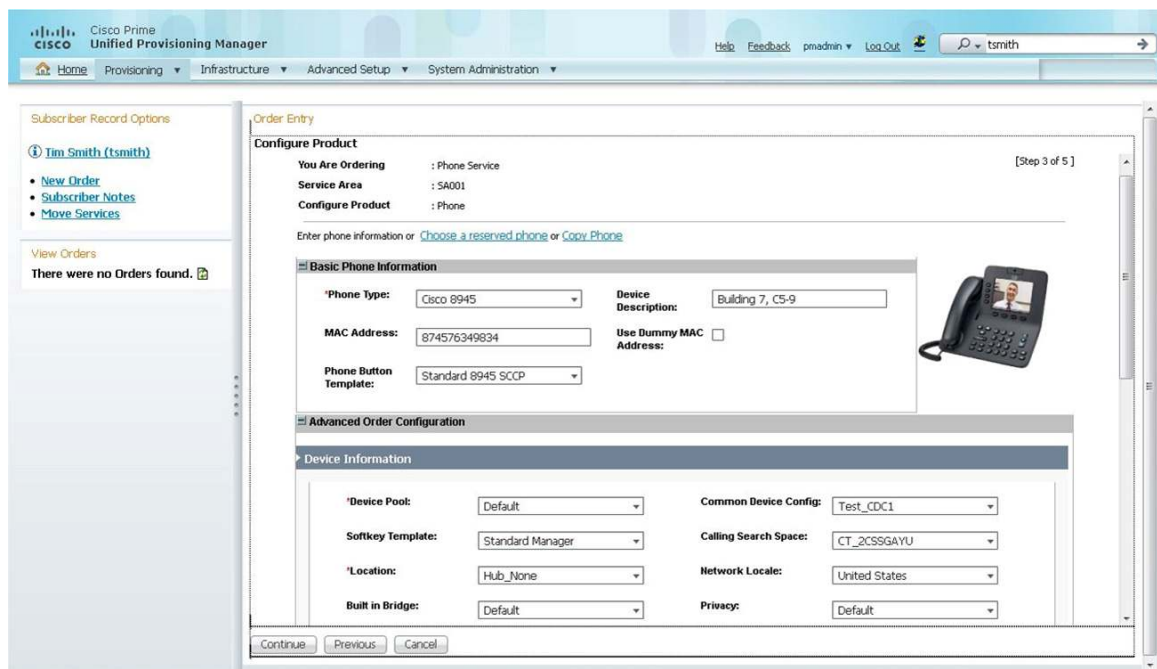 Cisco Prime
CISCO Unified Provisioning Manager
Help Feedback pmadmin Log Out tsmith
Home Provisioning Infrastructure Advanced Setup System Administration
Subscriber Record Options
Tim Smith (tsmith)
• New Order
• Subscriber Notes
• Move Services
View Orders
There were no Orders found.
Order Entry
Configure Product
You Are Ordering : Phone Service [Step 3 of 5 ]
Service Area : SA001
Configure Product : Phone
Enter phone information or Choose a reserved phone or Copy Phone
Basic Phone Information
*Phone Type: Cisco 8945 Device Description: Building 7, C5-9
MAC Address: 874576349834 Use Dummy MAC Address:
Phone Button Template: Standard 8945 SCCP
Advanced Order Configuration
Device Information
*Device Pool: Default Common Device Config: Test_CDC1
Softkey Template: Standard Manager Calling Search Space: CT_2CSSGAYU
*Location: Hub_None Network Locale: United States
Built in Bridge: Default Privacy: Default
Continue Previous Cancel